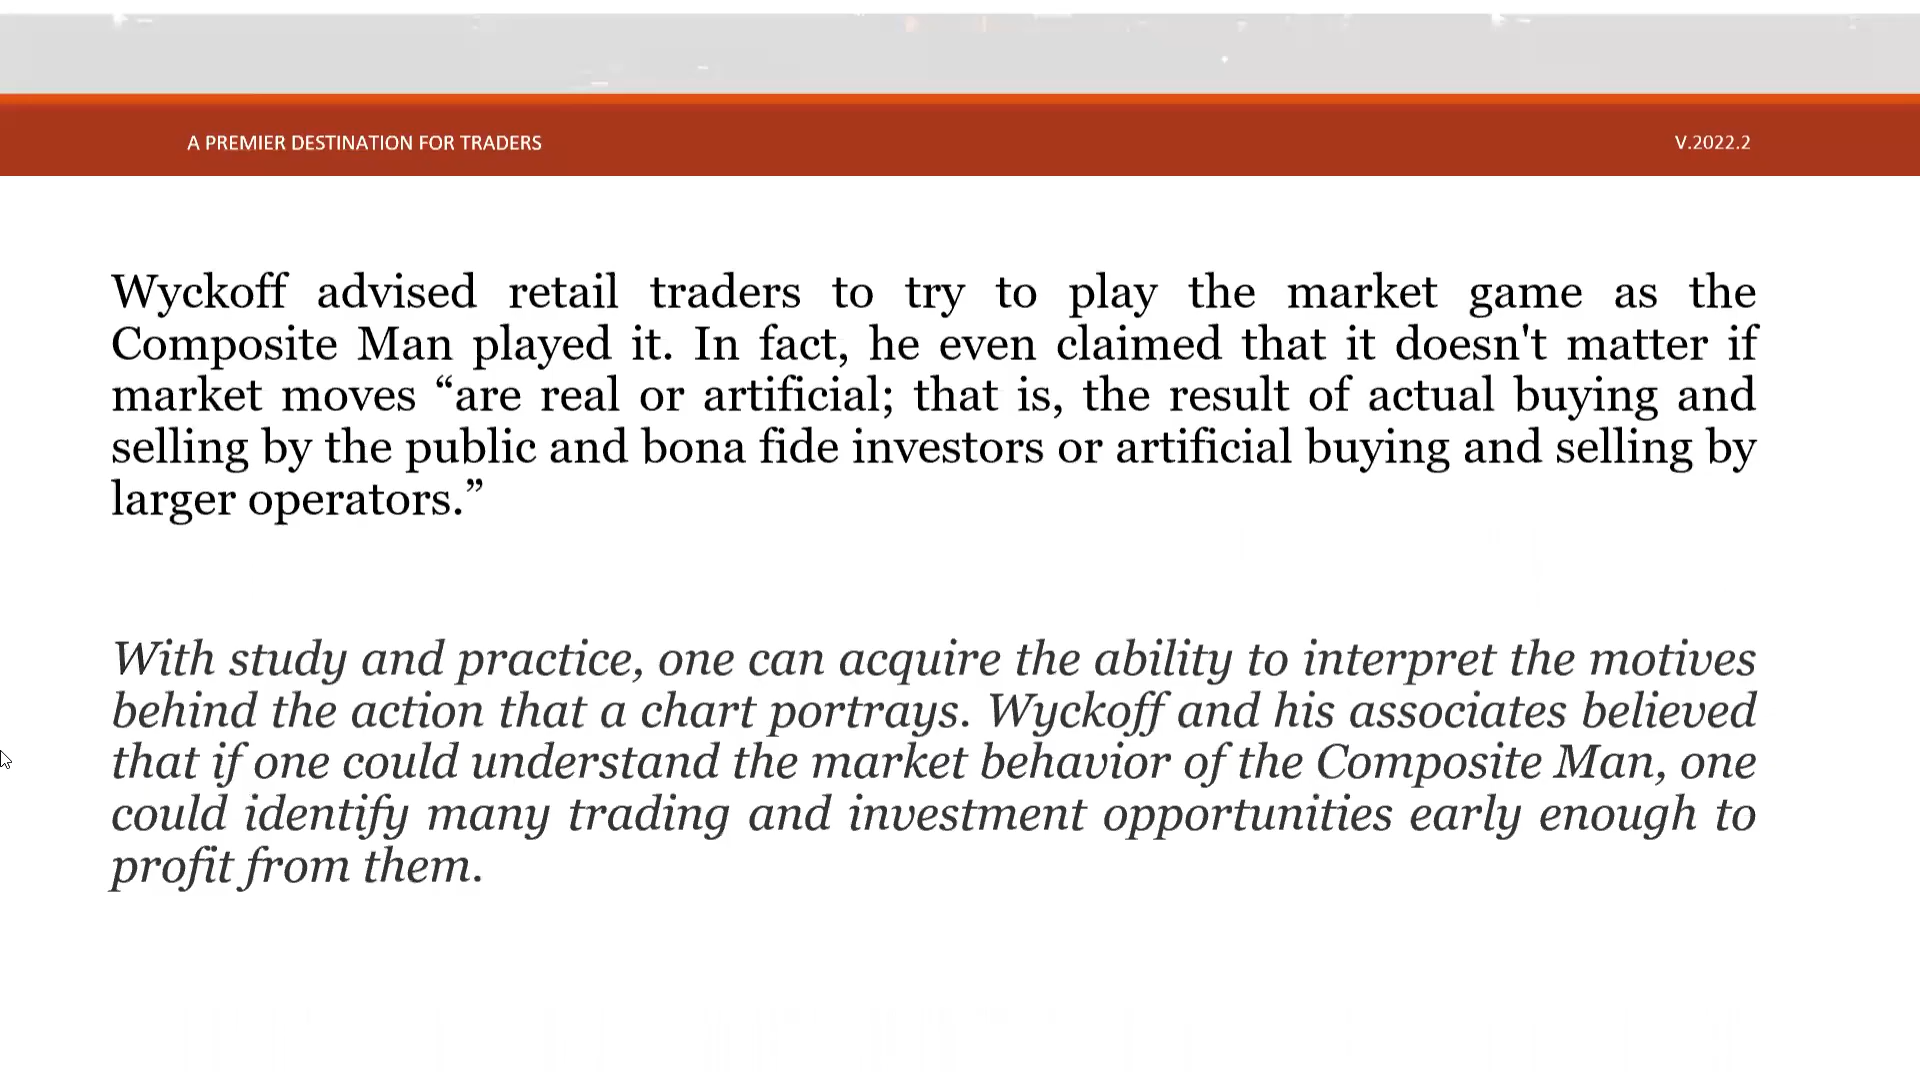 A PREMIER DESTINATION FOR TRADERS
V.2022.2
Wyckoff advised retail traders to try to play the market game as the
Composite Man played it. In fact, he even claimed that it doesn't matter if
market moves “are real or artificial; that is, the result of actual buying and
selling by the public and bona fide investors or artificial buying and selling by
larger operators.”
With study and practice, one can acquire the ability to interpret the motives
behind the action that a chart portrays. Wyckoff and his associates believed
that if one could understand the market behavior of the Composite Man, one
could identify many trading and investment opportunities early enough to
profit from them.